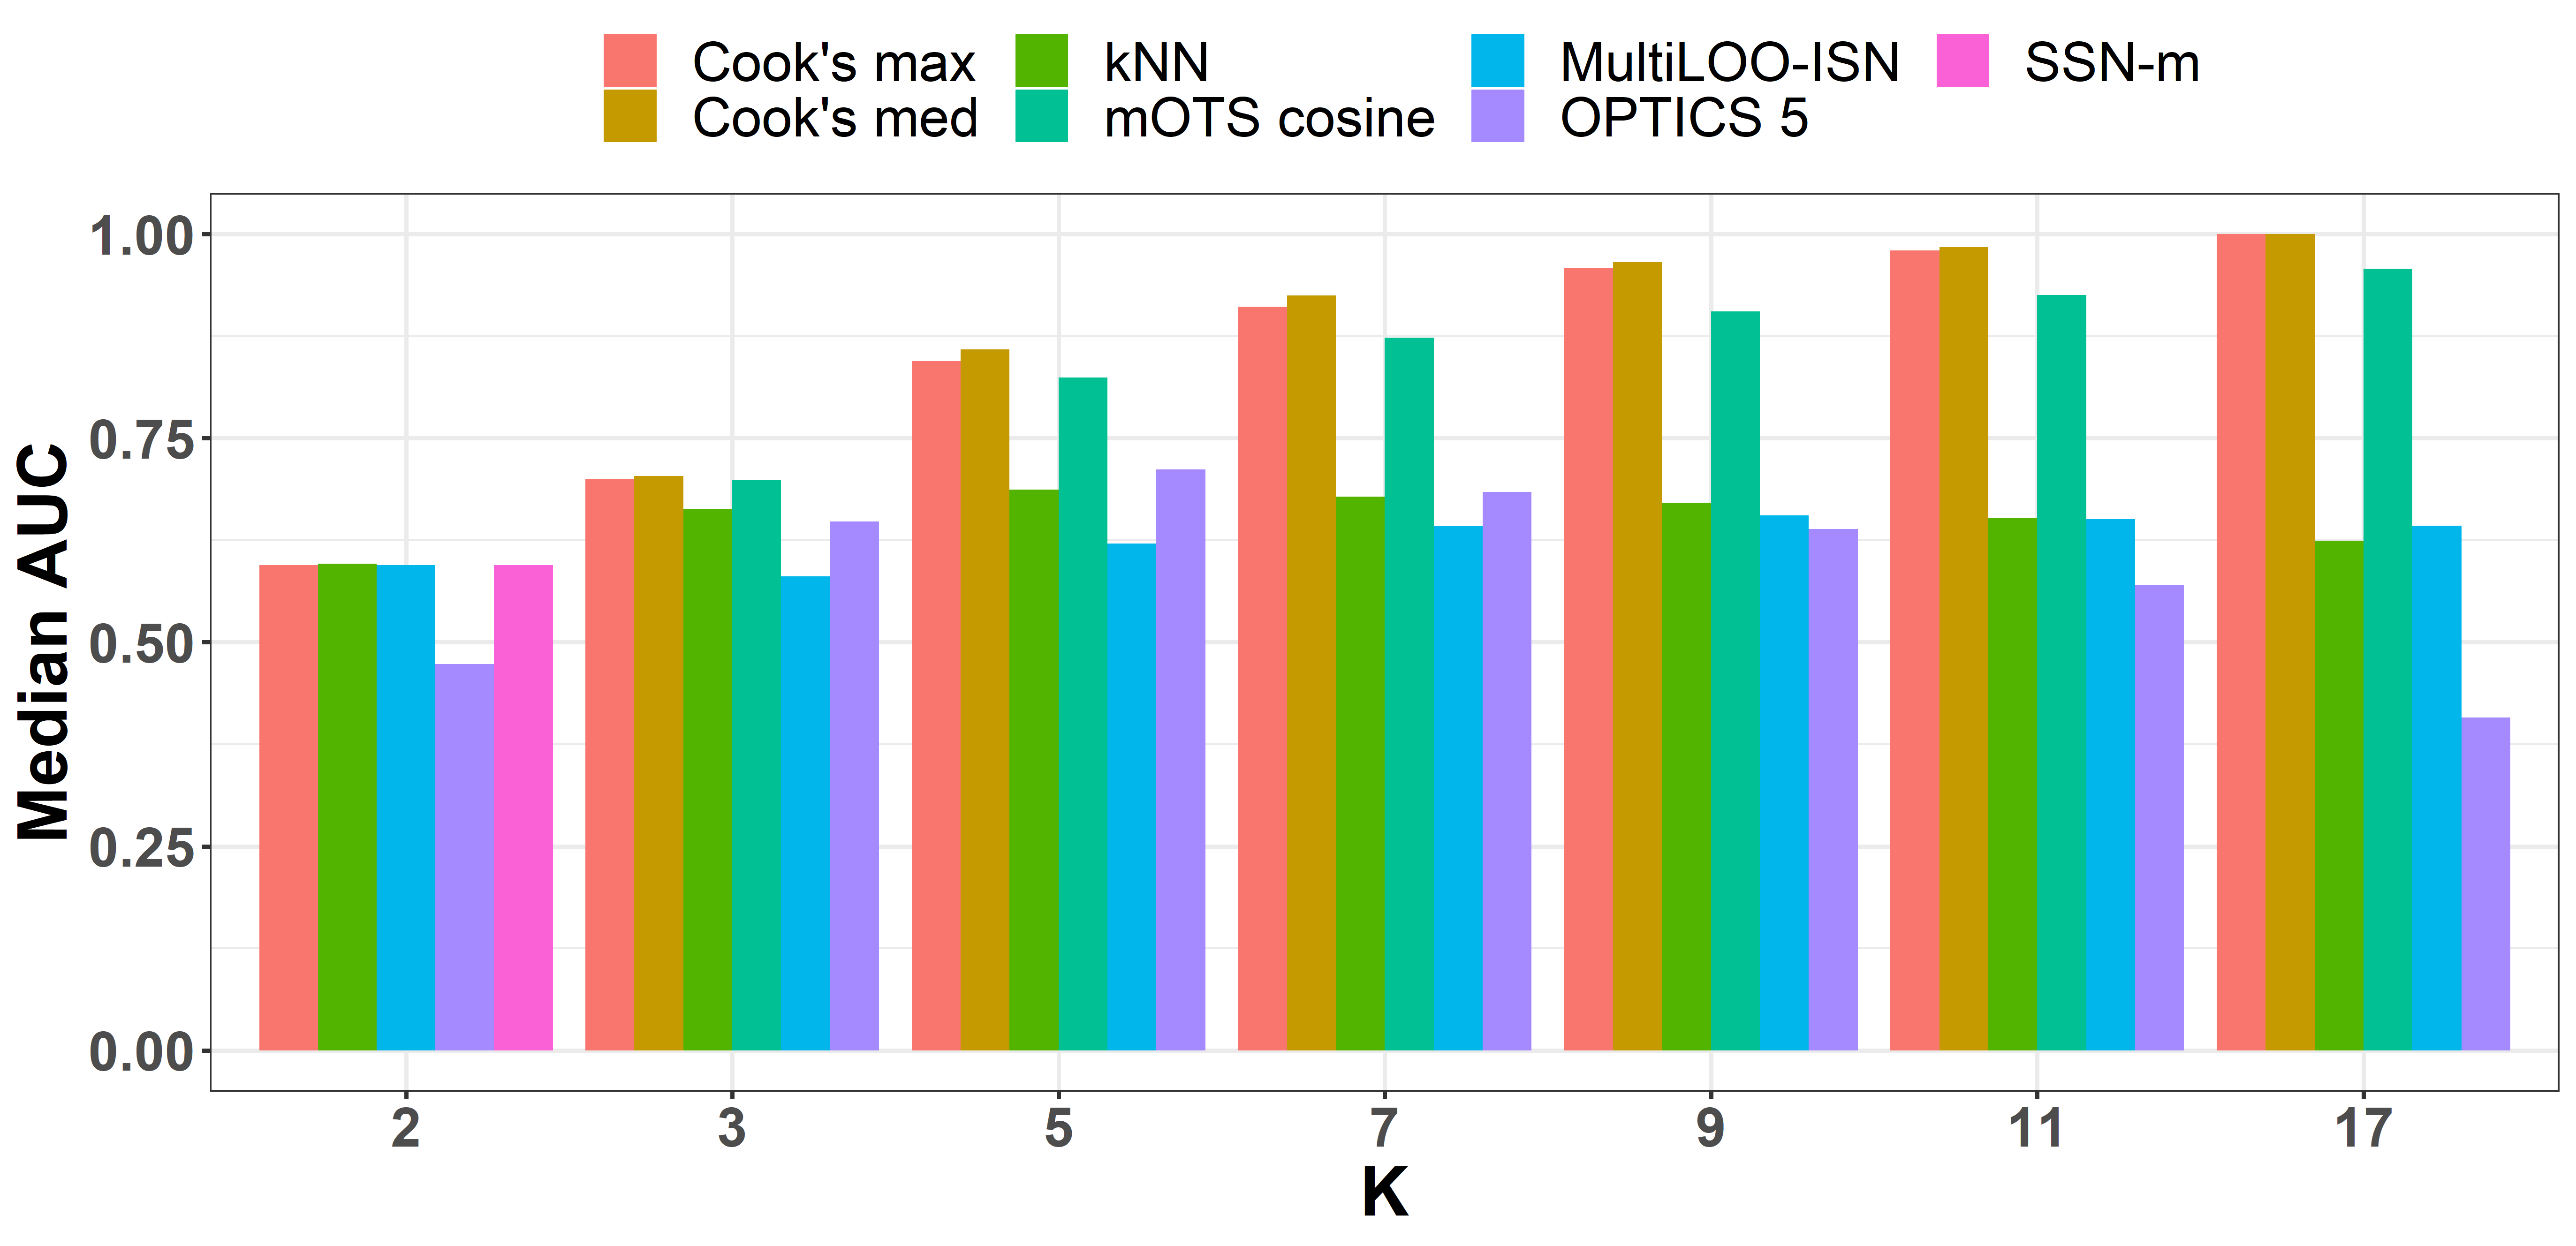 Cook's max kNN MultiLOO-ISN SSN-m
Cook's med mOTS cosine OPTICS 5
1.00
0.75
0.50
0.25
0.00
Median AUC
2 3 5 7 9 11 17
K